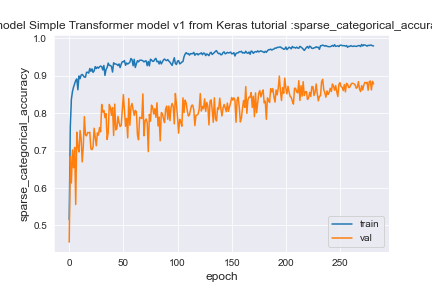 model Simple Transformer model v1 from Keras tutorial :sparse_categorical_accura
1.0
0.9
0.8
0.7
0.6
0.5
sparse_categorical_accuracy
0
50
100
150
200
250
epoch
train
val